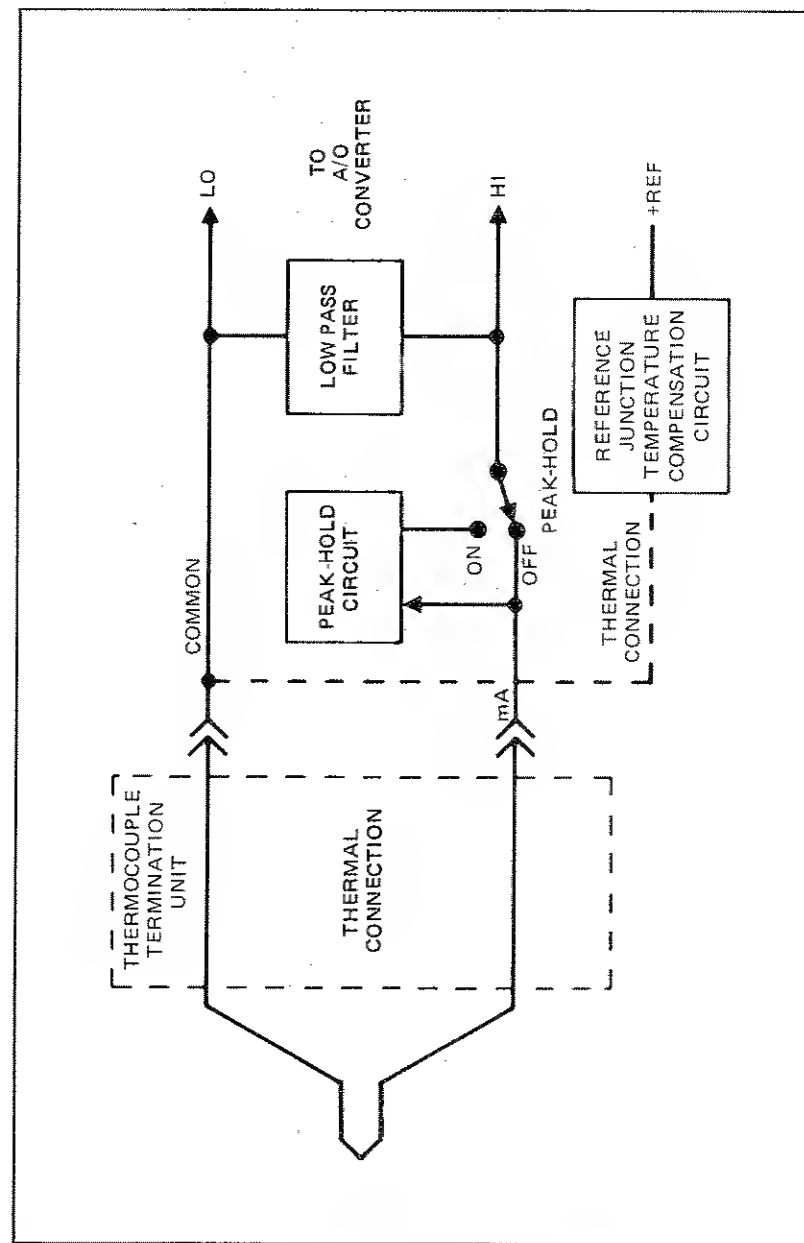 THERMOCOUPLE
TERMINATION
UNIT
THERMAL
CONNECTION
COMMON
mA
PEAK-HOLD
CIRCUIT
ON
OFF
PEAK-HOLD
LOW PASS
FILTER
LO
TO
A/O
CONVERTER
HI
THERMAL
CONNECTION
REFERENCE
JUNCTION
TEMPERATURE
COMPENSATION
CIRCUIT
+REF